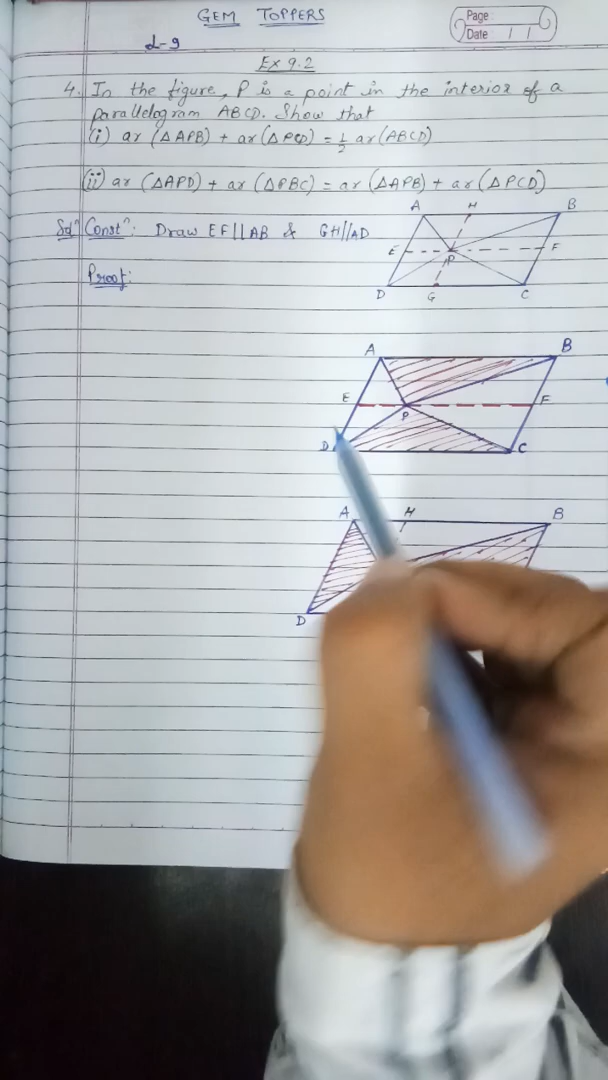 GEM TOPPERS
Page
Date / /
L-9
Ex 9.2
4. In the figure, P is a point in the interior of a
parallelogram ABCD. Show that
(i) ar (△APB) + ar (△PCD) = 1/2 ar (ABCD)
(ii) ar (△APD) + ar (△PBC) = ar (△APB) + ar (△PCD)
Solⁿ Constⁿ: Draw EF||AB & GH||AD
Proof:
A H B
E P F
D G C
A B
E P F
D C
A H B
D